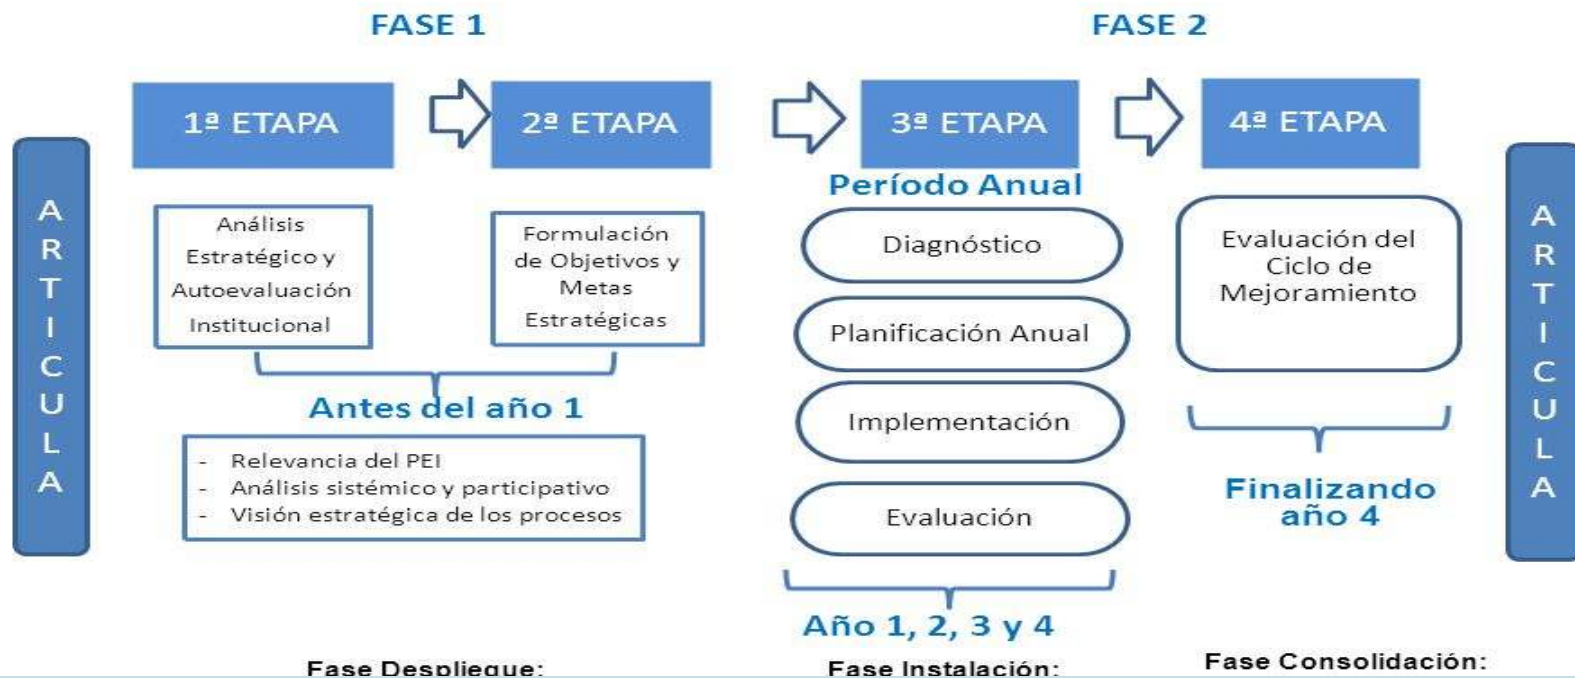 FASE 1
FASE 2
1ª ETAPA
2ª ETAPA
3ª ETAPA
4ª ETAPA
ARTICULA
Análisis
Estratégico y
Autoevaluación
Institucional
Formulación
de Objetivos y
Metas
Estratégicas
Antes del año 1
- Relevancia del PEI
- Análisis sistémico y participativo
- Visión estratégica de los procesos
Período Anual
Diagnóstico
Planificación Anual
Implementación
Evaluación
Año 1, 2, 3 y 4
Evaluación del
Ciclo de
Mejoramiento
Finalizando
año 4
ARTICULA
Fase Despliegue:
Fase Instalación:
Fase Consolidación: